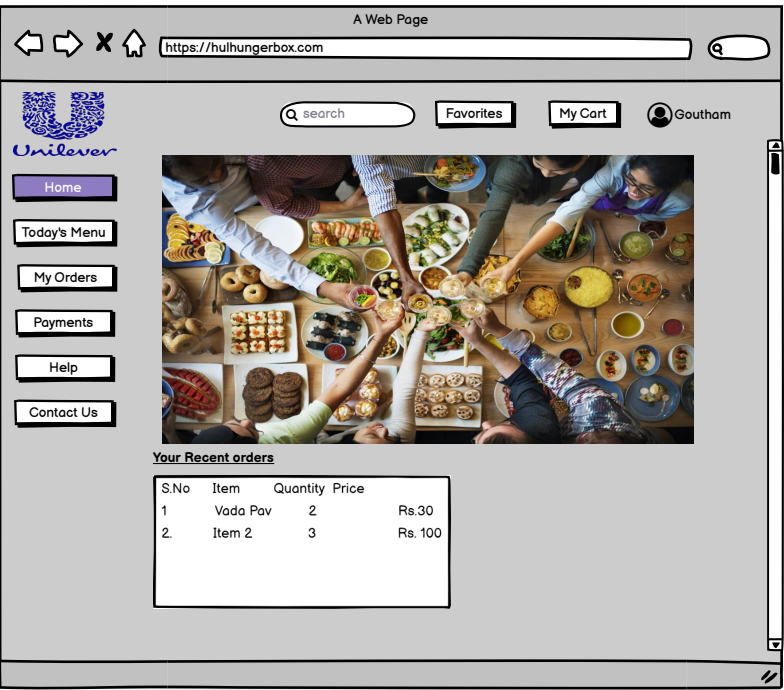 A Web Page
https://hulhungerbox.com
Unilever
search
Favorites
My Cart
Goutham
Home
Today's Menu
My Orders
Payments
Help
Contact Us
Your Recent orders
S.No Item Quantity Price
1 Vada Pav 2 Rs.30
2. Item 2 3 Rs. 100